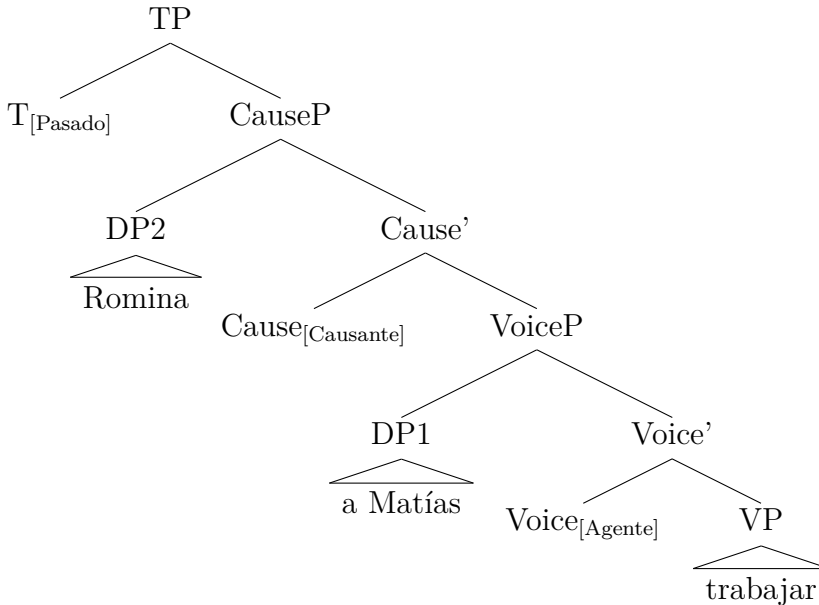 TP
T[Pasado] CauseP
DP2 Cause’
Romina
Cause[Causante] VoiceP
DP1 Voice’
a Matías
Voice[Agente] VP
trabajar